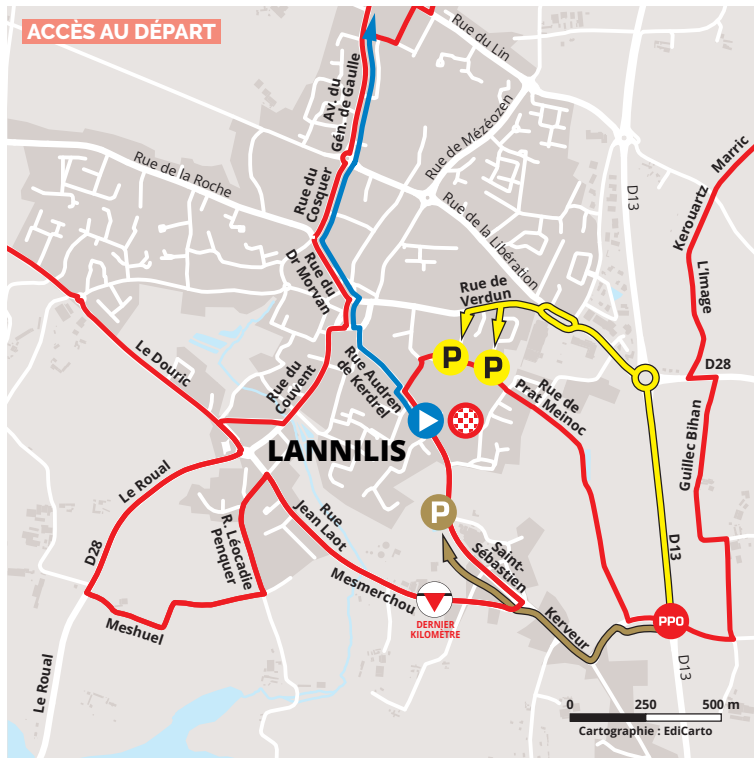 ACCÈS AU DÉPART
Rue du Lin
Av. du
Gén. de Gaulle
Rue de Mézéozen
Rue de la Roche
Rue du
Cosquer
Rue de la Libération
D13
Marric
Kerouartz
L'Image
Rue du
Dr Morvan
Rue de
Verdun
Le Douric
Rue du
Couvent
Rue Audren
de Kerdrel
P
P
Rue de
Prat Meinoc
D28
Guillec Bihan
LANNILIS
Le Roual
D28
R. Léocadie
Penquer
Rue
Jean Laot
P
Saint-
Sébastien
D13
Mesmerchou
DERNIER
KILOMÈTRE
Kerveur
PPO
Meshuel
Le Roual
D13
0 250 500 m
Cartographie : EdiCarto